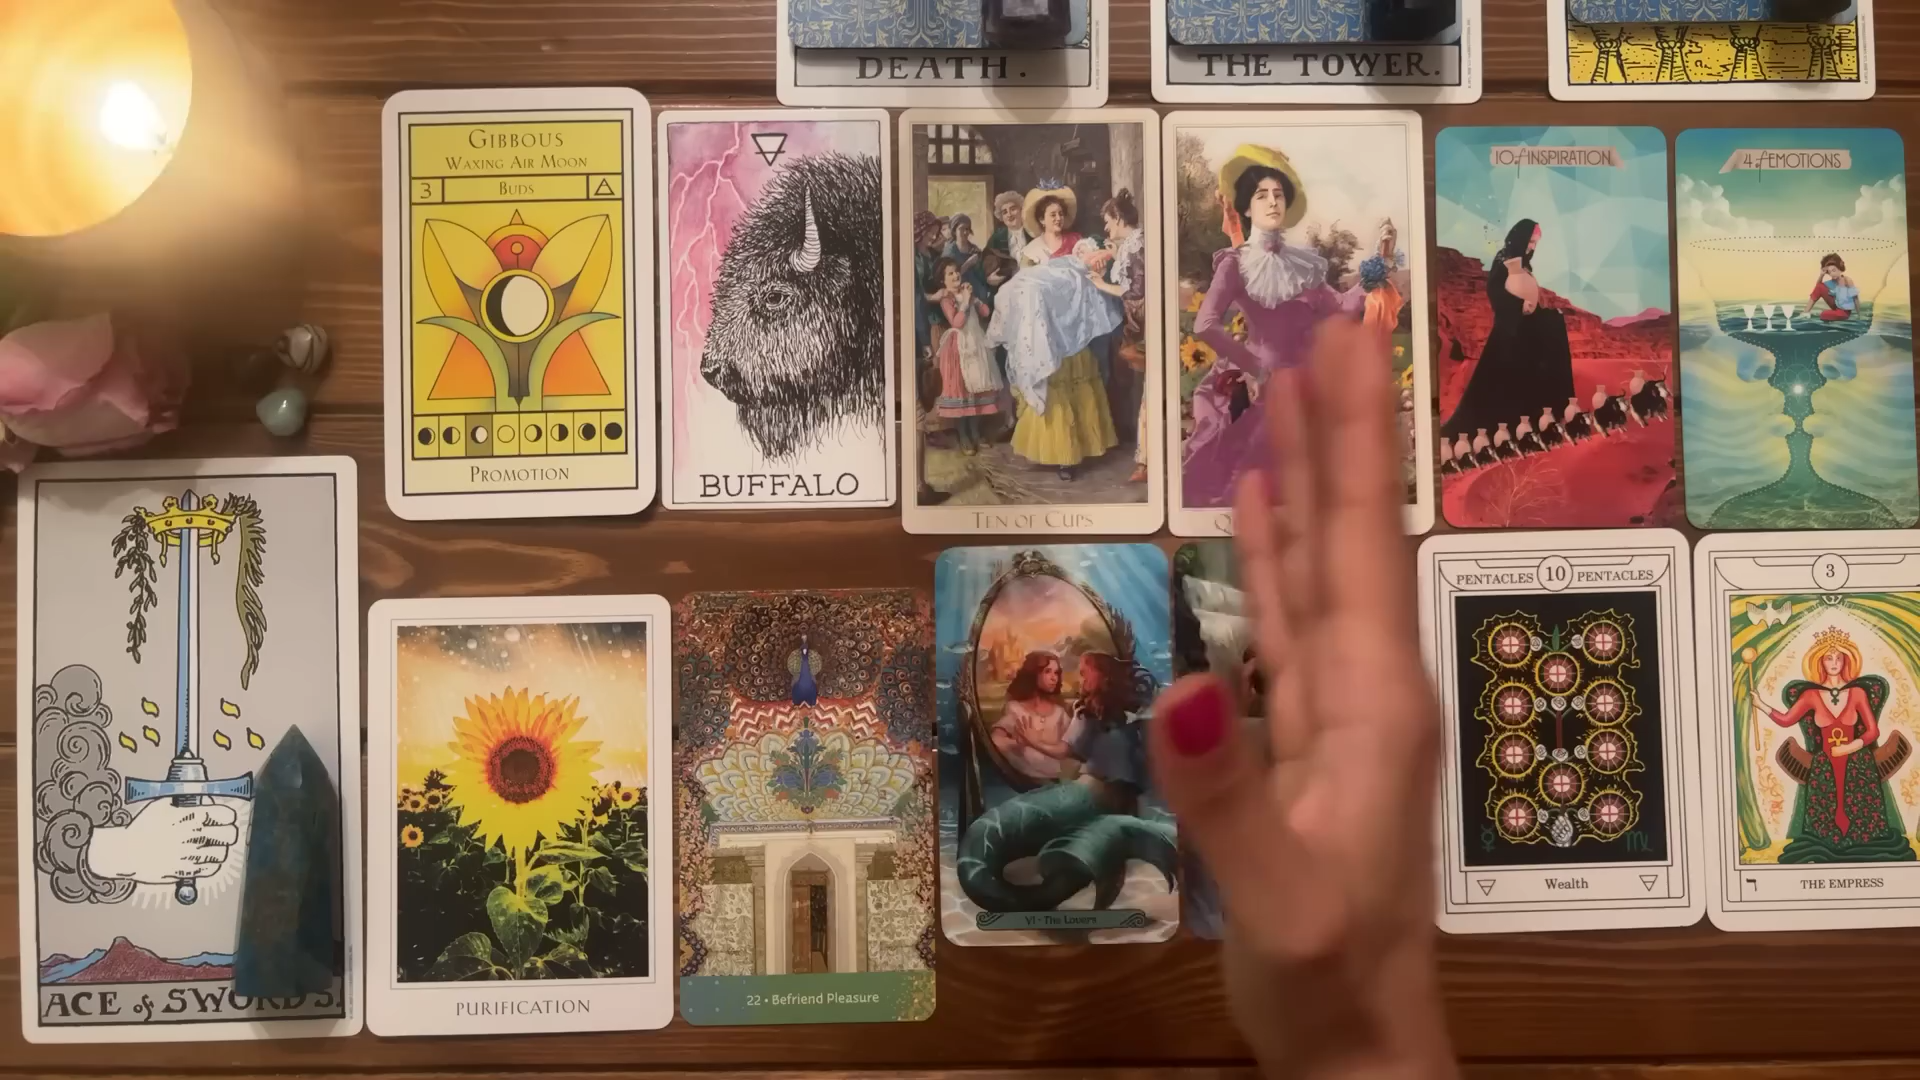 DEATH.
THE TOWER.
GIBBOUS
WAXING AIR MOON
3
BUDS
PROMOTION
BUFFALO
TEN OF CUPS
Q
10 of INSPIRATION
4 of EMOTIONS
ACE of SWORDS.
PURIFICATION
22 • Befriend Pleasure
VI • The Lovers
PENTACLES 10 PENTACLES
Wealth
3
THE EMPRESS